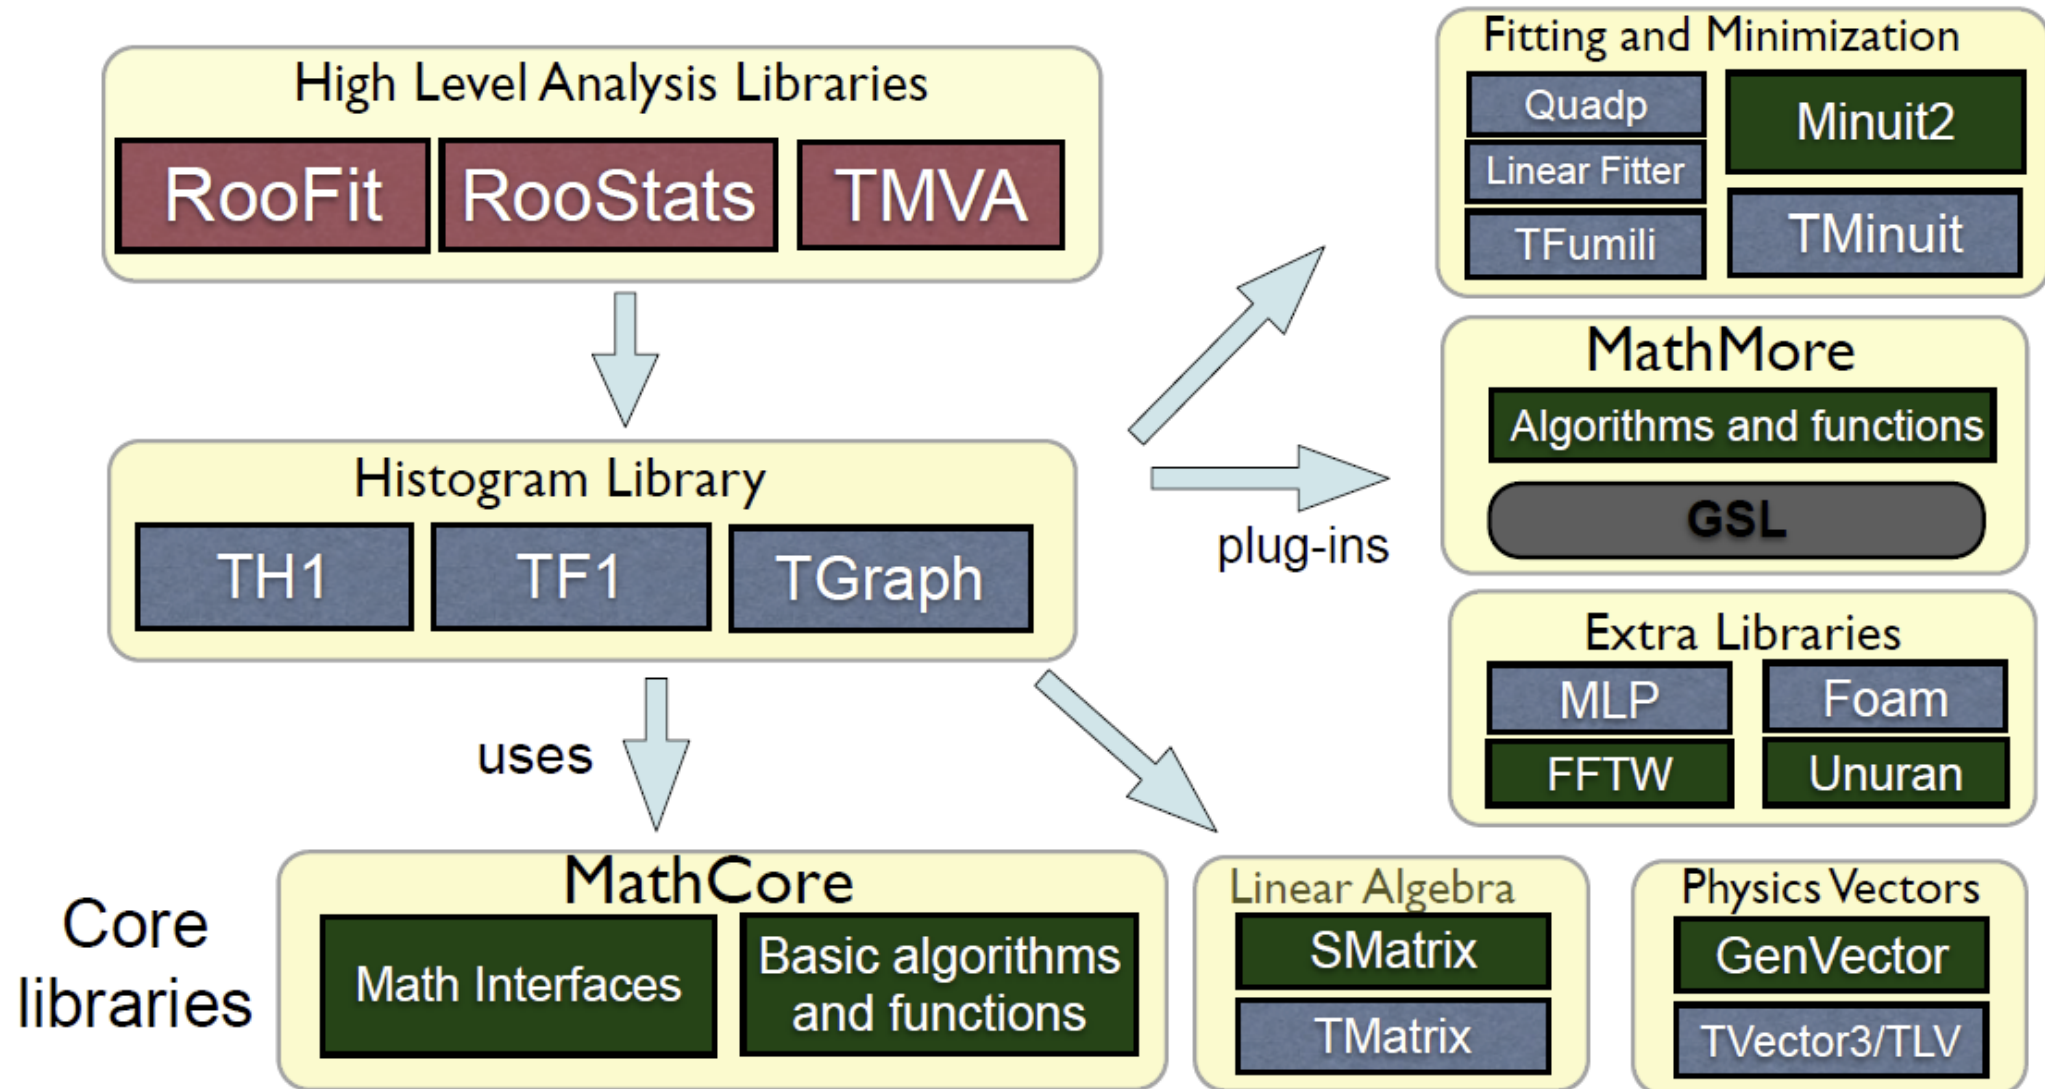 High Level Analysis Libraries
RooFit
RooStats
TMVA
Histogram Library
TH1
TF1
TGraph
uses
plug-ins
Fitting and Minimization
Quadp
Linear Fitter
TFumili
Minuit2
TMinuit
MathMore
Algorithms and functions
GSL
Extra Libraries
MLP
Foam
FFTW
Unuran
Core
libraries
MathCore
Math Interfaces
Basic algorithms
and functions
Linear Algebra
SMatrix
TMatrix
Physics Vectors
GenVector
TVector3/TLV